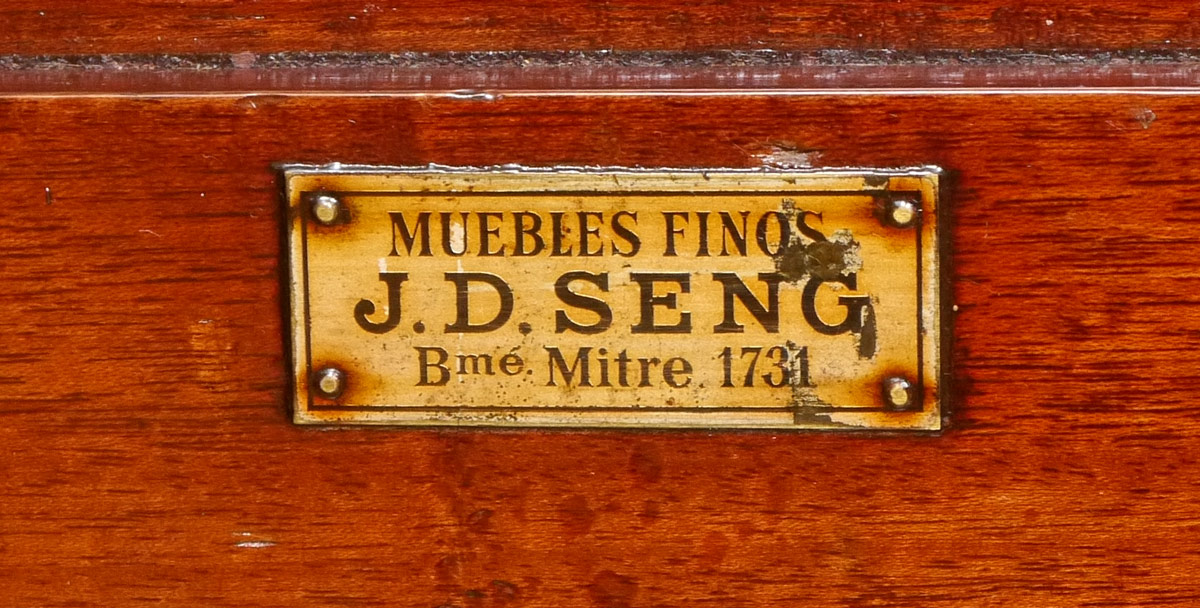 MUEBLES FINOS
J. D. SENG
Bmé. Mitre 1731